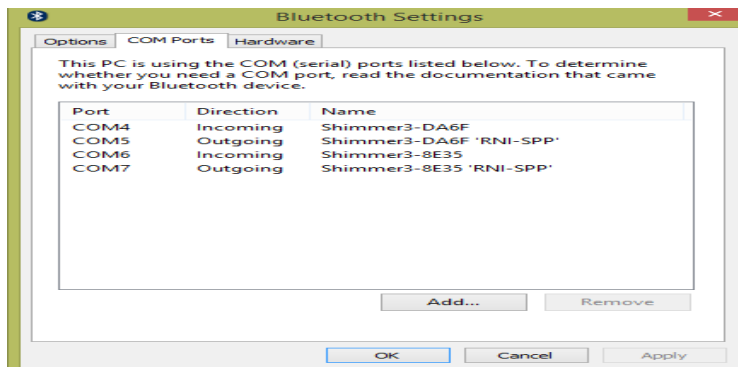 Bluetooth Settings
Options COM Ports Hardware
This PC is using the COM (serial) ports listed below. To determine
whether you need a COM port, read the documentation that came
with your Bluetooth device.
Port Direction Name
COM4 Incoming Shimmer3-DA6F
COM5 Outgoing Shimmer3-DA6F 'RNI-SPP'
COM6 Incoming Shimmer3-8E35
COM7 Outgoing Shimmer3-8E35 'RNI-SPP'
Add... Remove
OK Cancel Apply